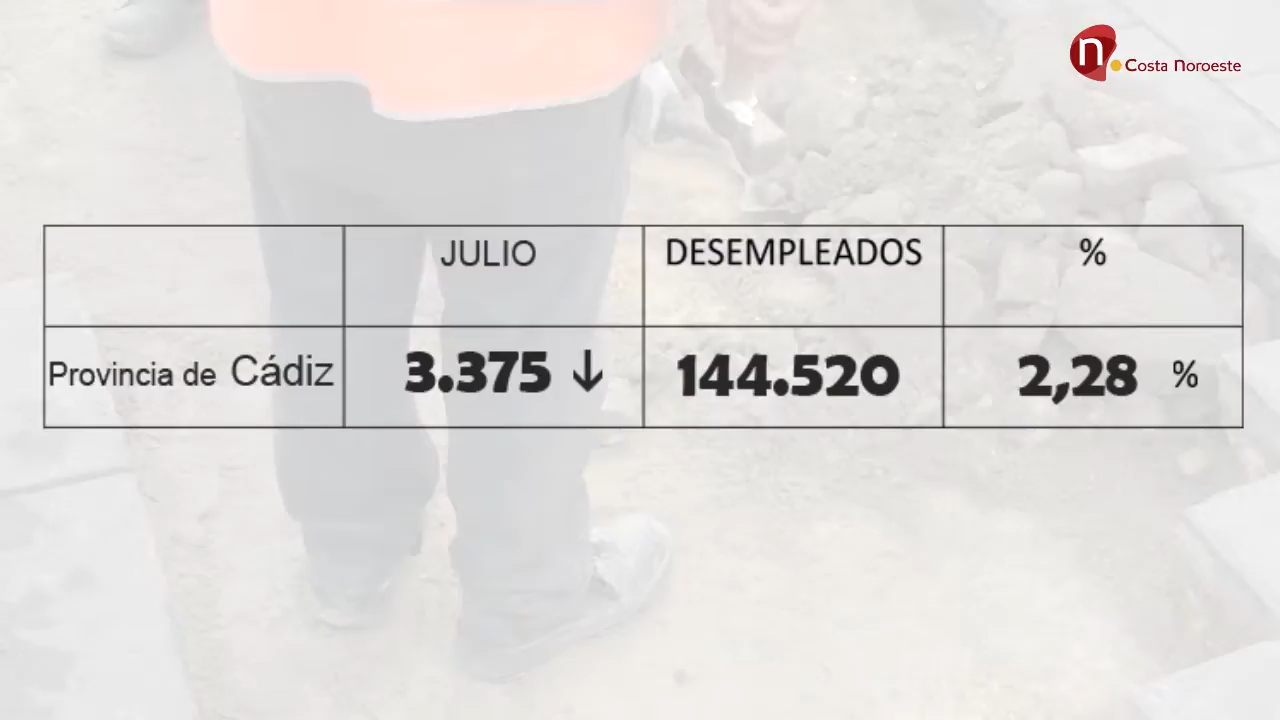 n
Costa Noroeste
JULIO DESEMPLEADOS %
Provincia de Cádiz 3.375 ↓ 144.520 2,28 %